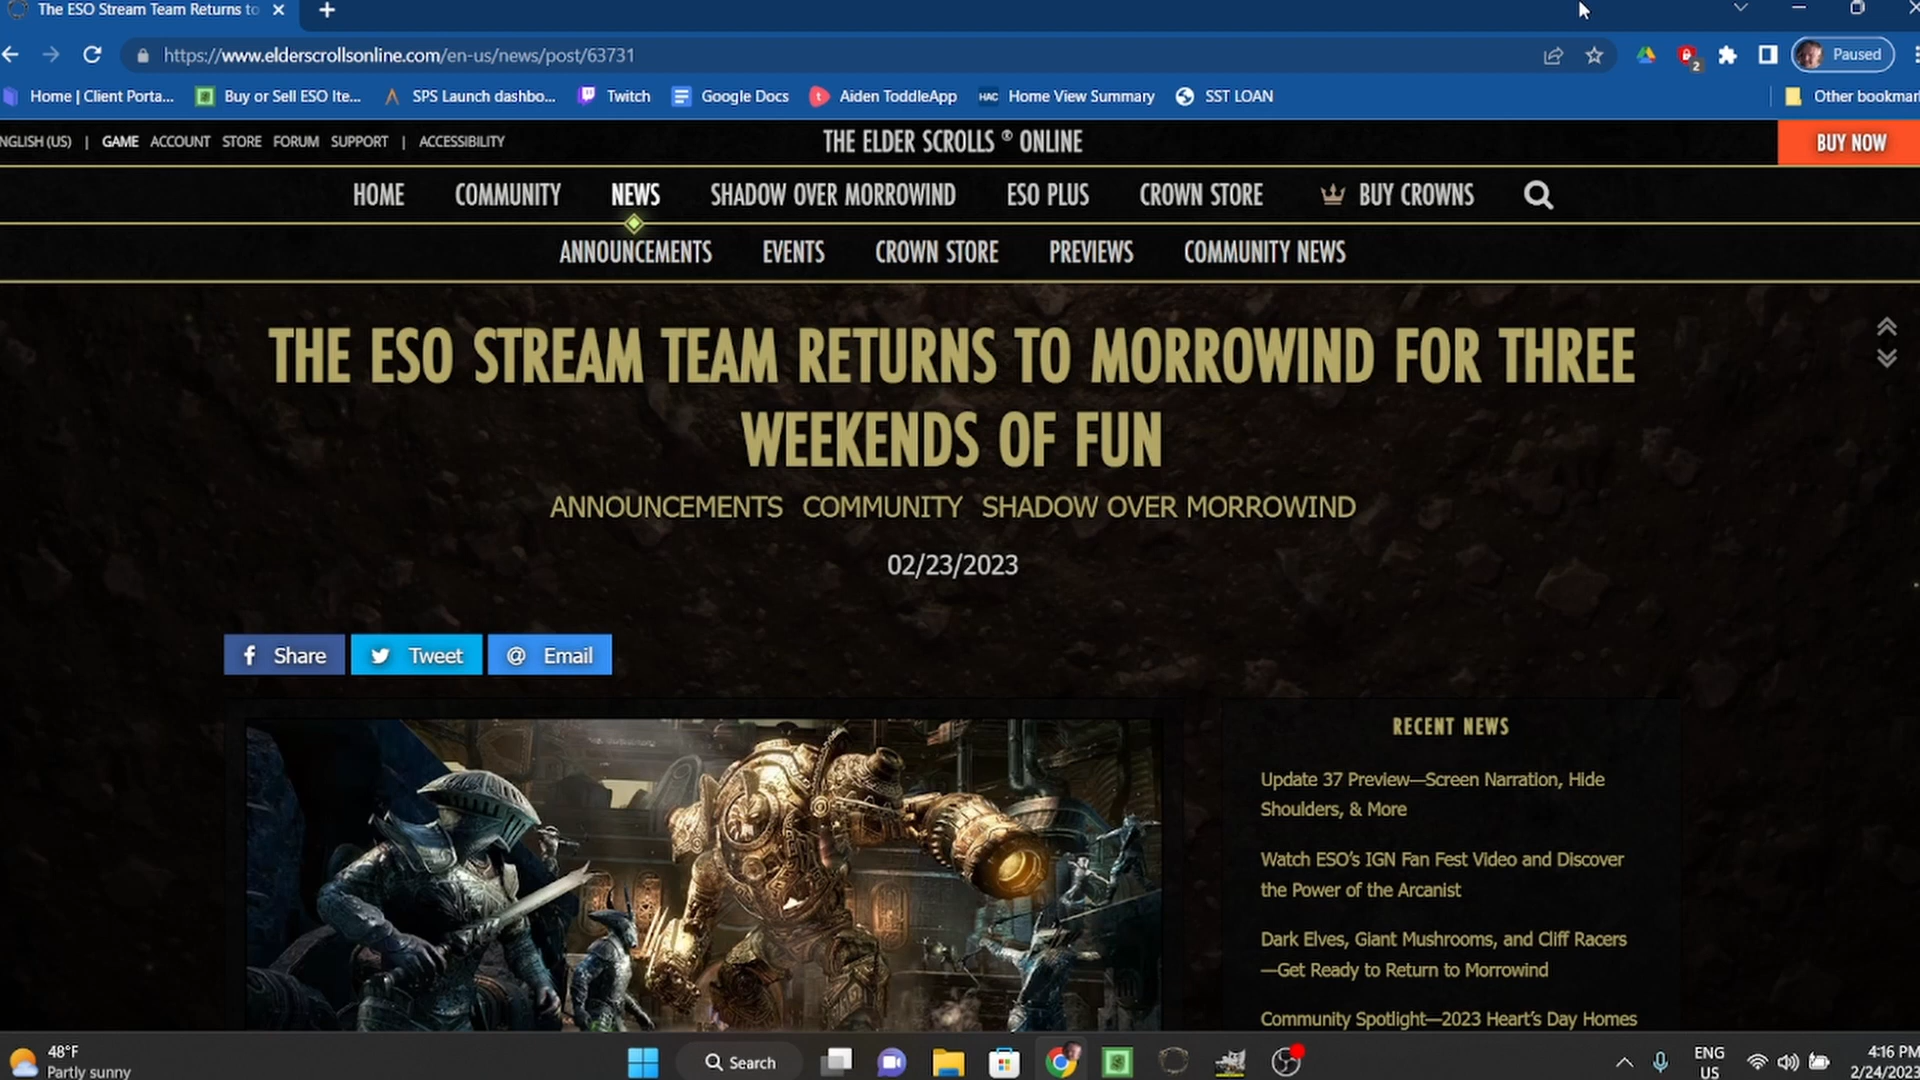 The ESO Stream Team Returns to
https://www.elderscrollsonline.com/en-us/news/post/63731
2
Paused
Home | Client Porta...
Buy or Sell ESO Ite...
SPS Launch dashbo...
Twitch
Google Docs
Aiden ToddleApp
HAC
Home View Summary
SST LOAN
Other bookmar
NGLISH (US) | GAME ACCOUNT STORE FORUM SUPPORT | ACCESSIBILITY
THE ELDER SCROLLS ® ONLINE
BUY NOW
HOME COMMUNITY NEWS SHADOW OVER MORROWIND ESO PLUS CROWN STORE BUY CROWNS
ANNOUNCEMENTS EVENTS CROWN STORE PREVIEWS COMMUNITY NEWS
THE ESO STREAM TEAM RETURNS TO MORROWIND FOR THREE
WEEKENDS OF FUN
ANNOUNCEMENTS COMMUNITY SHADOW OVER MORROWIND
02/23/2023
Share
Tweet
@ Email
RECENT NEWS
Update 37 Preview—Screen Narration, Hide
Shoulders, & More
Watch ESO's IGN Fan Fest Video and Discover
the Power of the Arcanist
Dark Elves, Giant Mushrooms, and Cliff Racers
—Get Ready to Return to Morrowind
Community Spotlight—2023 Heart's Day Homes
48°F
Partly sunny
Search
ENG
US
4:16 PM
2/24/2023